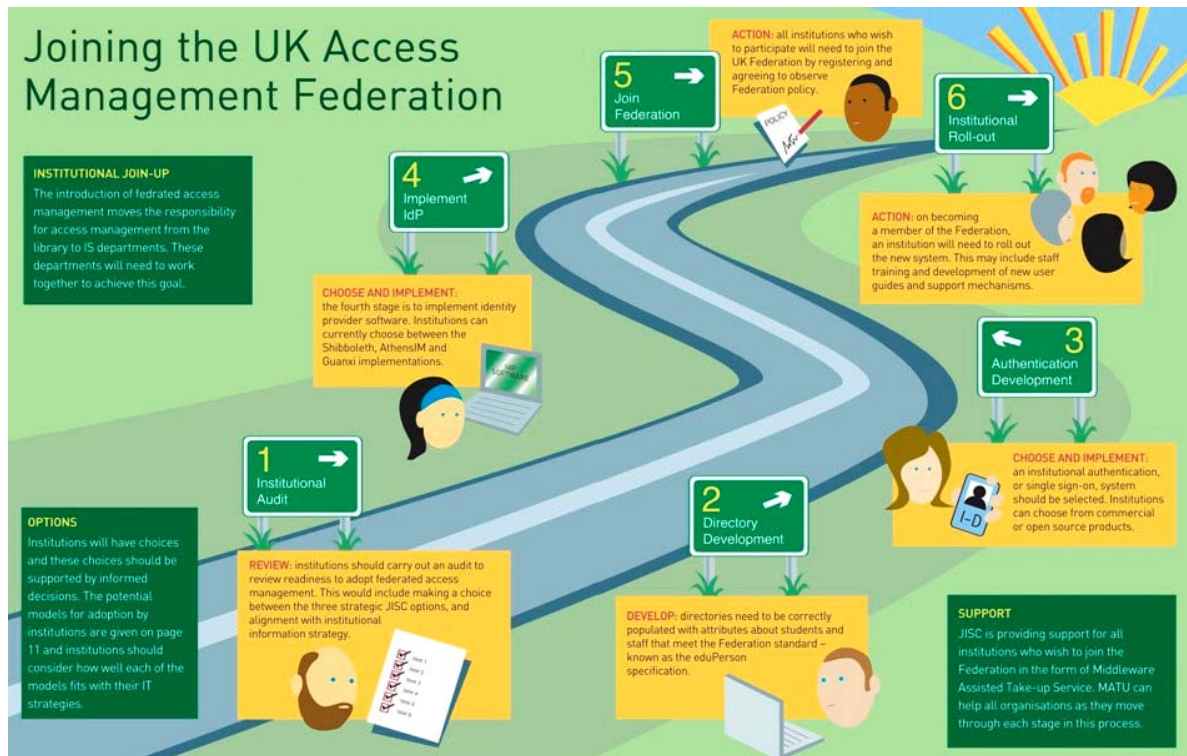 Joining the UK Access
Management Federation
INSTITUTIONAL JOIN-UP
The introduction of fedrated access
management moves the responsibility
for access management from the
library to IS departments. These
departments will need to work
together to achieve this goal.
OPTIONS
Institutions will have choices
and these choices should be
supported by informed
decisions. The potential
models for adoption by
institutions are given on page
11 and institutions should
consider how well each of the
models fits with their IT
strategies.
1
Institutional
Audit
REVIEW: institutions should carry out an audit to
review readiness to adopt federated access
management. This would include making a choice
between the three strategic JISC options, and
alignment with institutional
information strategy.
item 1
item 2
item 3
item 4
item 5
item 6
2
Directory
Development
DEVELOP: directories need to be correctly
populated with attributes about students and
staff that meet the Federation standard –
known as the eduPerson
specification.
3
Authentication
Development
CHOOSE AND IMPLEMENT:
an institutional authentication,
or single sign-on, system
should be selected. Institutions
can choose from commercial
or open source products.
I-D
4
Implement
IdP
CHOOSE AND IMPLEMENT:
the fourth stage is to implement identity
provider software. Institutions can
currently choose between the
Shibboleth, AthensIM and
Guanxi implementations.
SOFTWARE
5
Join
Federation
ACTION: all institutions who wish
to participate will need to join the
UK Federation by registering and
agreeing to observe
Federation policy.
POLICY
6
Institutional
Roll-out
ACTION: on becoming
a member of the Federation,
an institution will need to roll out
the new system. This may include staff
training and development of new user
guides and support mechanisms.
SUPPORT
JISC is providing support for all
institutions who wish to join the
Federation in the form of Middleware
Assisted Take-up Service. MATU can
help all organisations as they move
through each stage in this process.